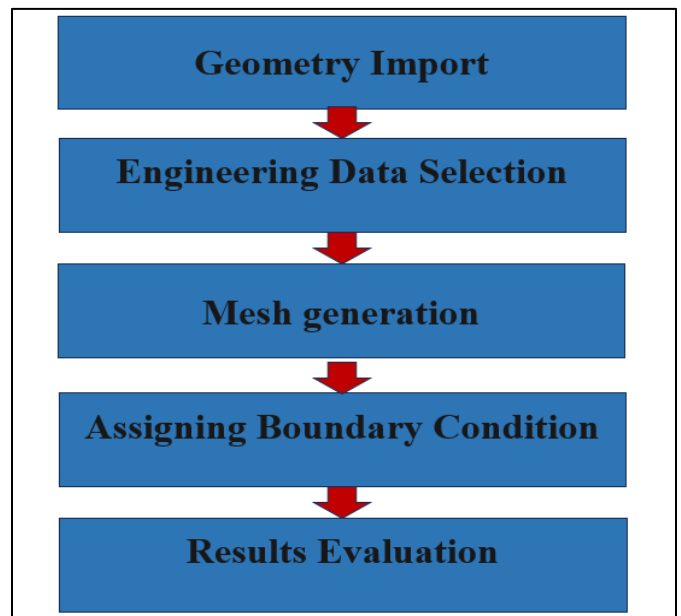 Geometry Import
Engineering Data Selection
Mesh generation
Assigning Boundary Condition
Results Evaluation